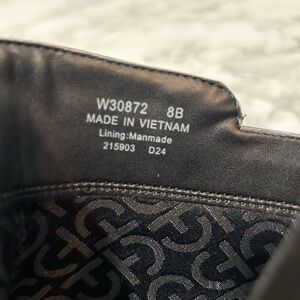 W30872 8B
MADE IN VIETNAM
Lining:Manmade
215903 D24